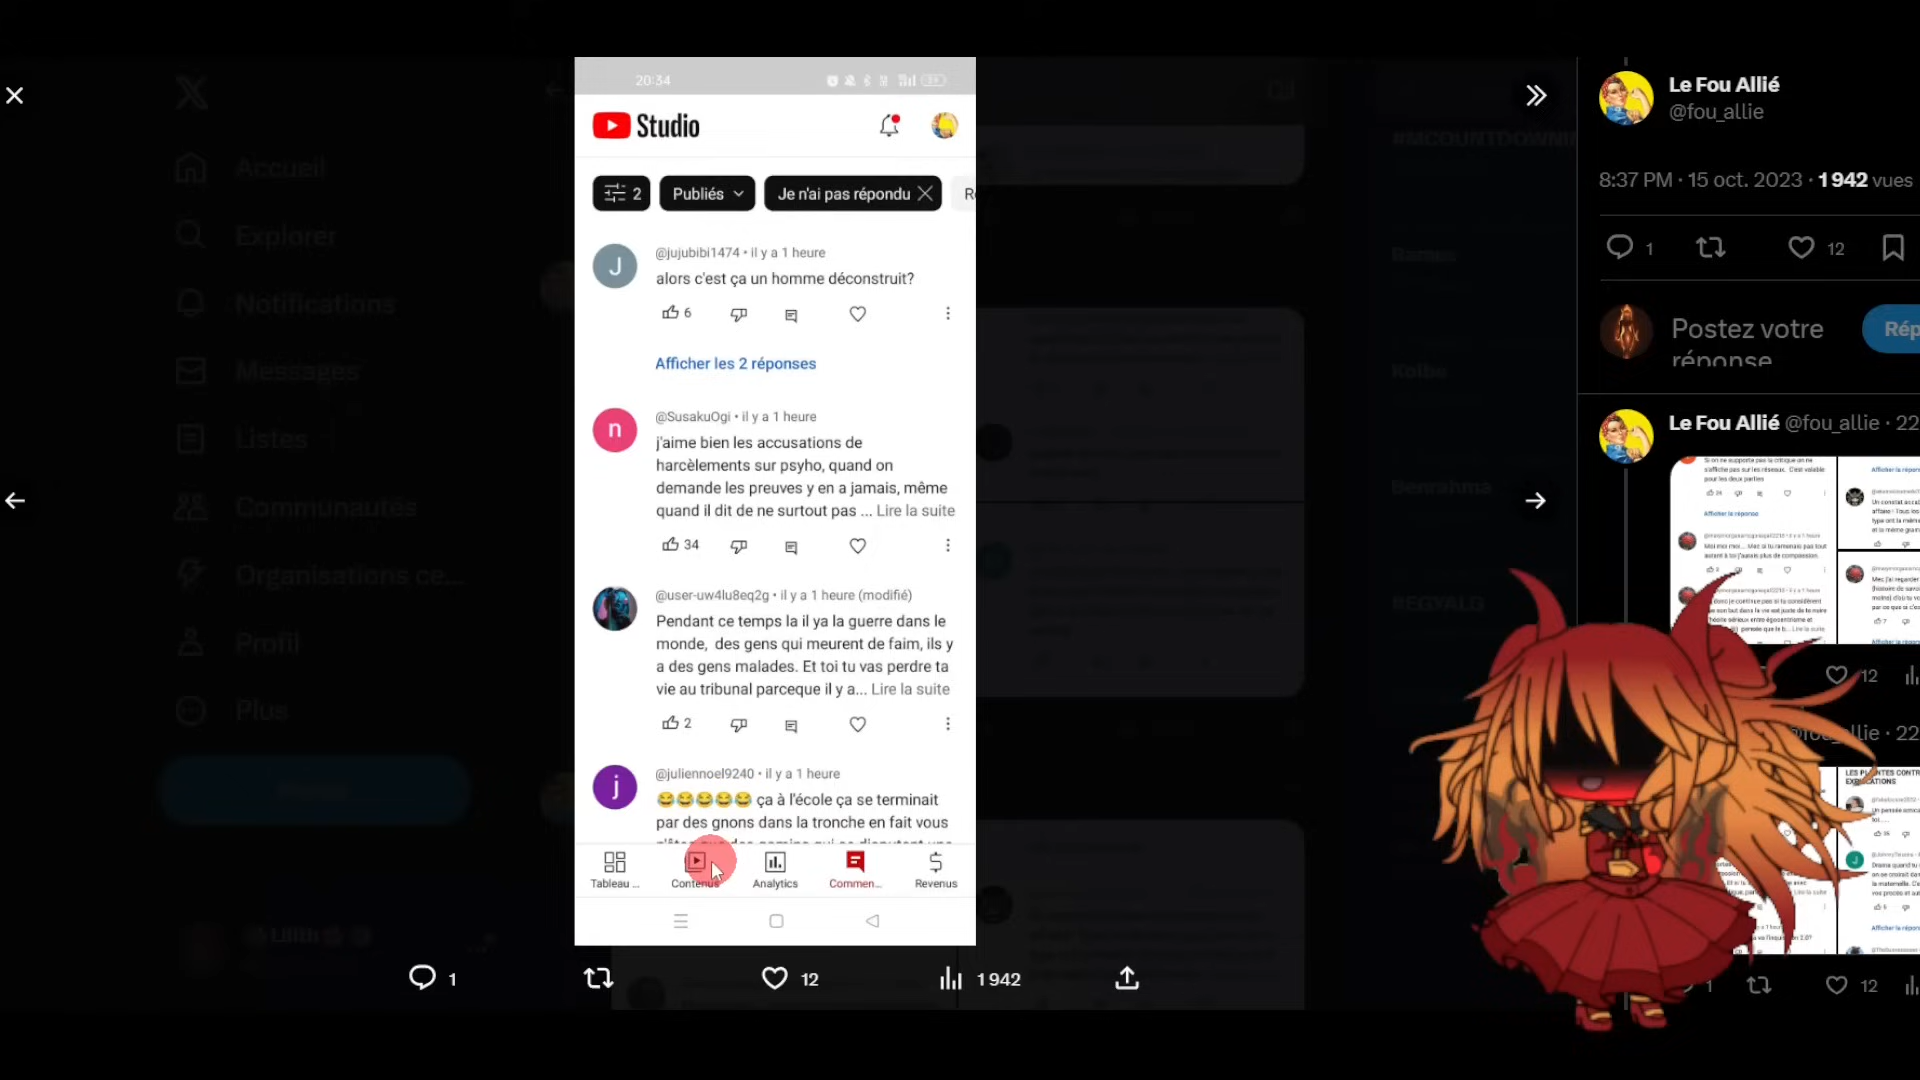 20:34
Studio
2
Publiés
Je n'ai pas répondu
@jujubibi1474 • il y a 1 heure
alors c'est ça un homme déconstruit?
6
Afficher les 2 réponses
n
@SusakuOgi • il y a 1 heure
j'aime bien les accusations de
harcèlements sur psyho, quand on
demande les preuves y en a jamais, même
quand il dit de ne surtout pas ... Lire la suite
34
@user-uw4lu8eq2g • il y a 1 heure (modifié)
Pendant ce temps la il ya la guerre dans le
monde, des gens qui meurent de faim, ils y
a des gens malades. Et toi tu vas perdre ta
vie au tribunal parceque il y a... Lire la suite
2
j
@juliennoel9240 • il y a 1 heure
😂😂😂😂😂 ça à l'école ça se terminait
par des gnons dans la tronche en fait vous
Tableau ...
Contenus
Analytics
Commen...
Revenus
1
12
1 942
Accueil
Explorer
Notifications
Messages
Listes
Communautés
Organisations ce...
Profil
Plus
Le Fou Allié
@fou_allie
8:37 PM · 15 oct. 2023 · 1 942 vues
1
12
Postez votre
réponse
Rép
Le Fou Allié @fou_allie · 22
12
22
1
12